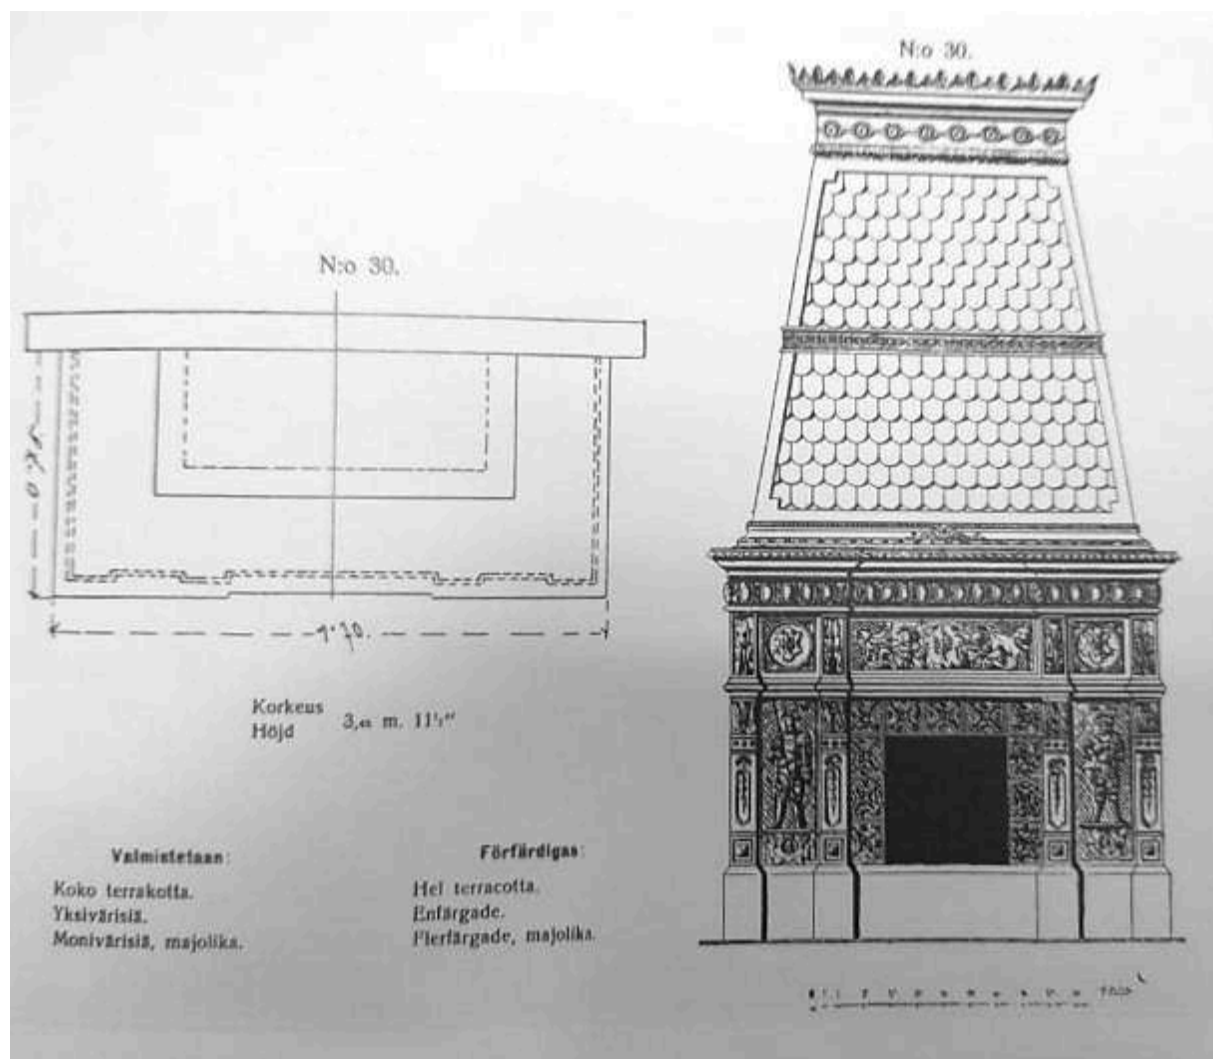 N:o 30.
N:o 30.
1.70.
Korkeus
Höjd
m.
Valmistetaan:
Koko terrakotta.
Yksivärisiä.
Monivärisiä, majolika.
Förfärdigas:
Hel terracotta.
Enfärgade.
Flerfärgade, majolika.